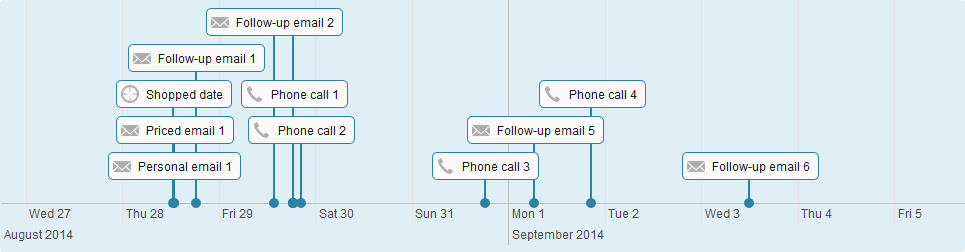 Follow-up email 2
Follow-up email 1
Shopped date
Phone call 1
Phone call 4
Priced email 1
Phone call 2
Follow-up email 5
Personal email 1
Phone call 3
Follow-up email 6
Wed 27 Thu 28 Fri 29 Sat 30 Sun 31 Mon 1 Tue 2 Wed 3 Thu 4 Fri 5
August 2014 September 2014